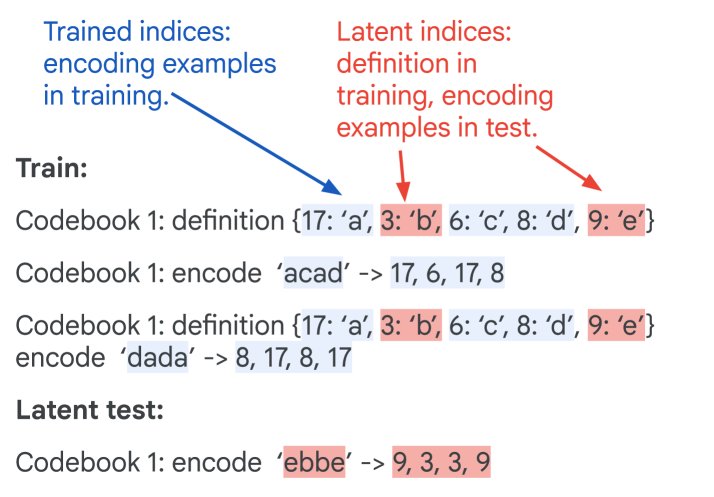 Trained indices:
encoding examples
in training.
Latent indices:
definition in
training, encoding
examples in test.
Train:
Codebook 1: definition {17: ‘a’, 3: ‘b’, 6: ‘c’, 8: ‘d’, 9: ‘e’}
Codebook 1: encode ‘acad’ -> 17, 6, 17, 8
Codebook 1: definition {17: ‘a’, 3: ‘b’, 6: ‘c’, 8: ‘d’, 9: ‘e’}
encode ‘dada’ -> 8, 17, 8, 17
Latent test:
Codebook 1: encode ‘ebbe’ -> 9, 3, 3, 9